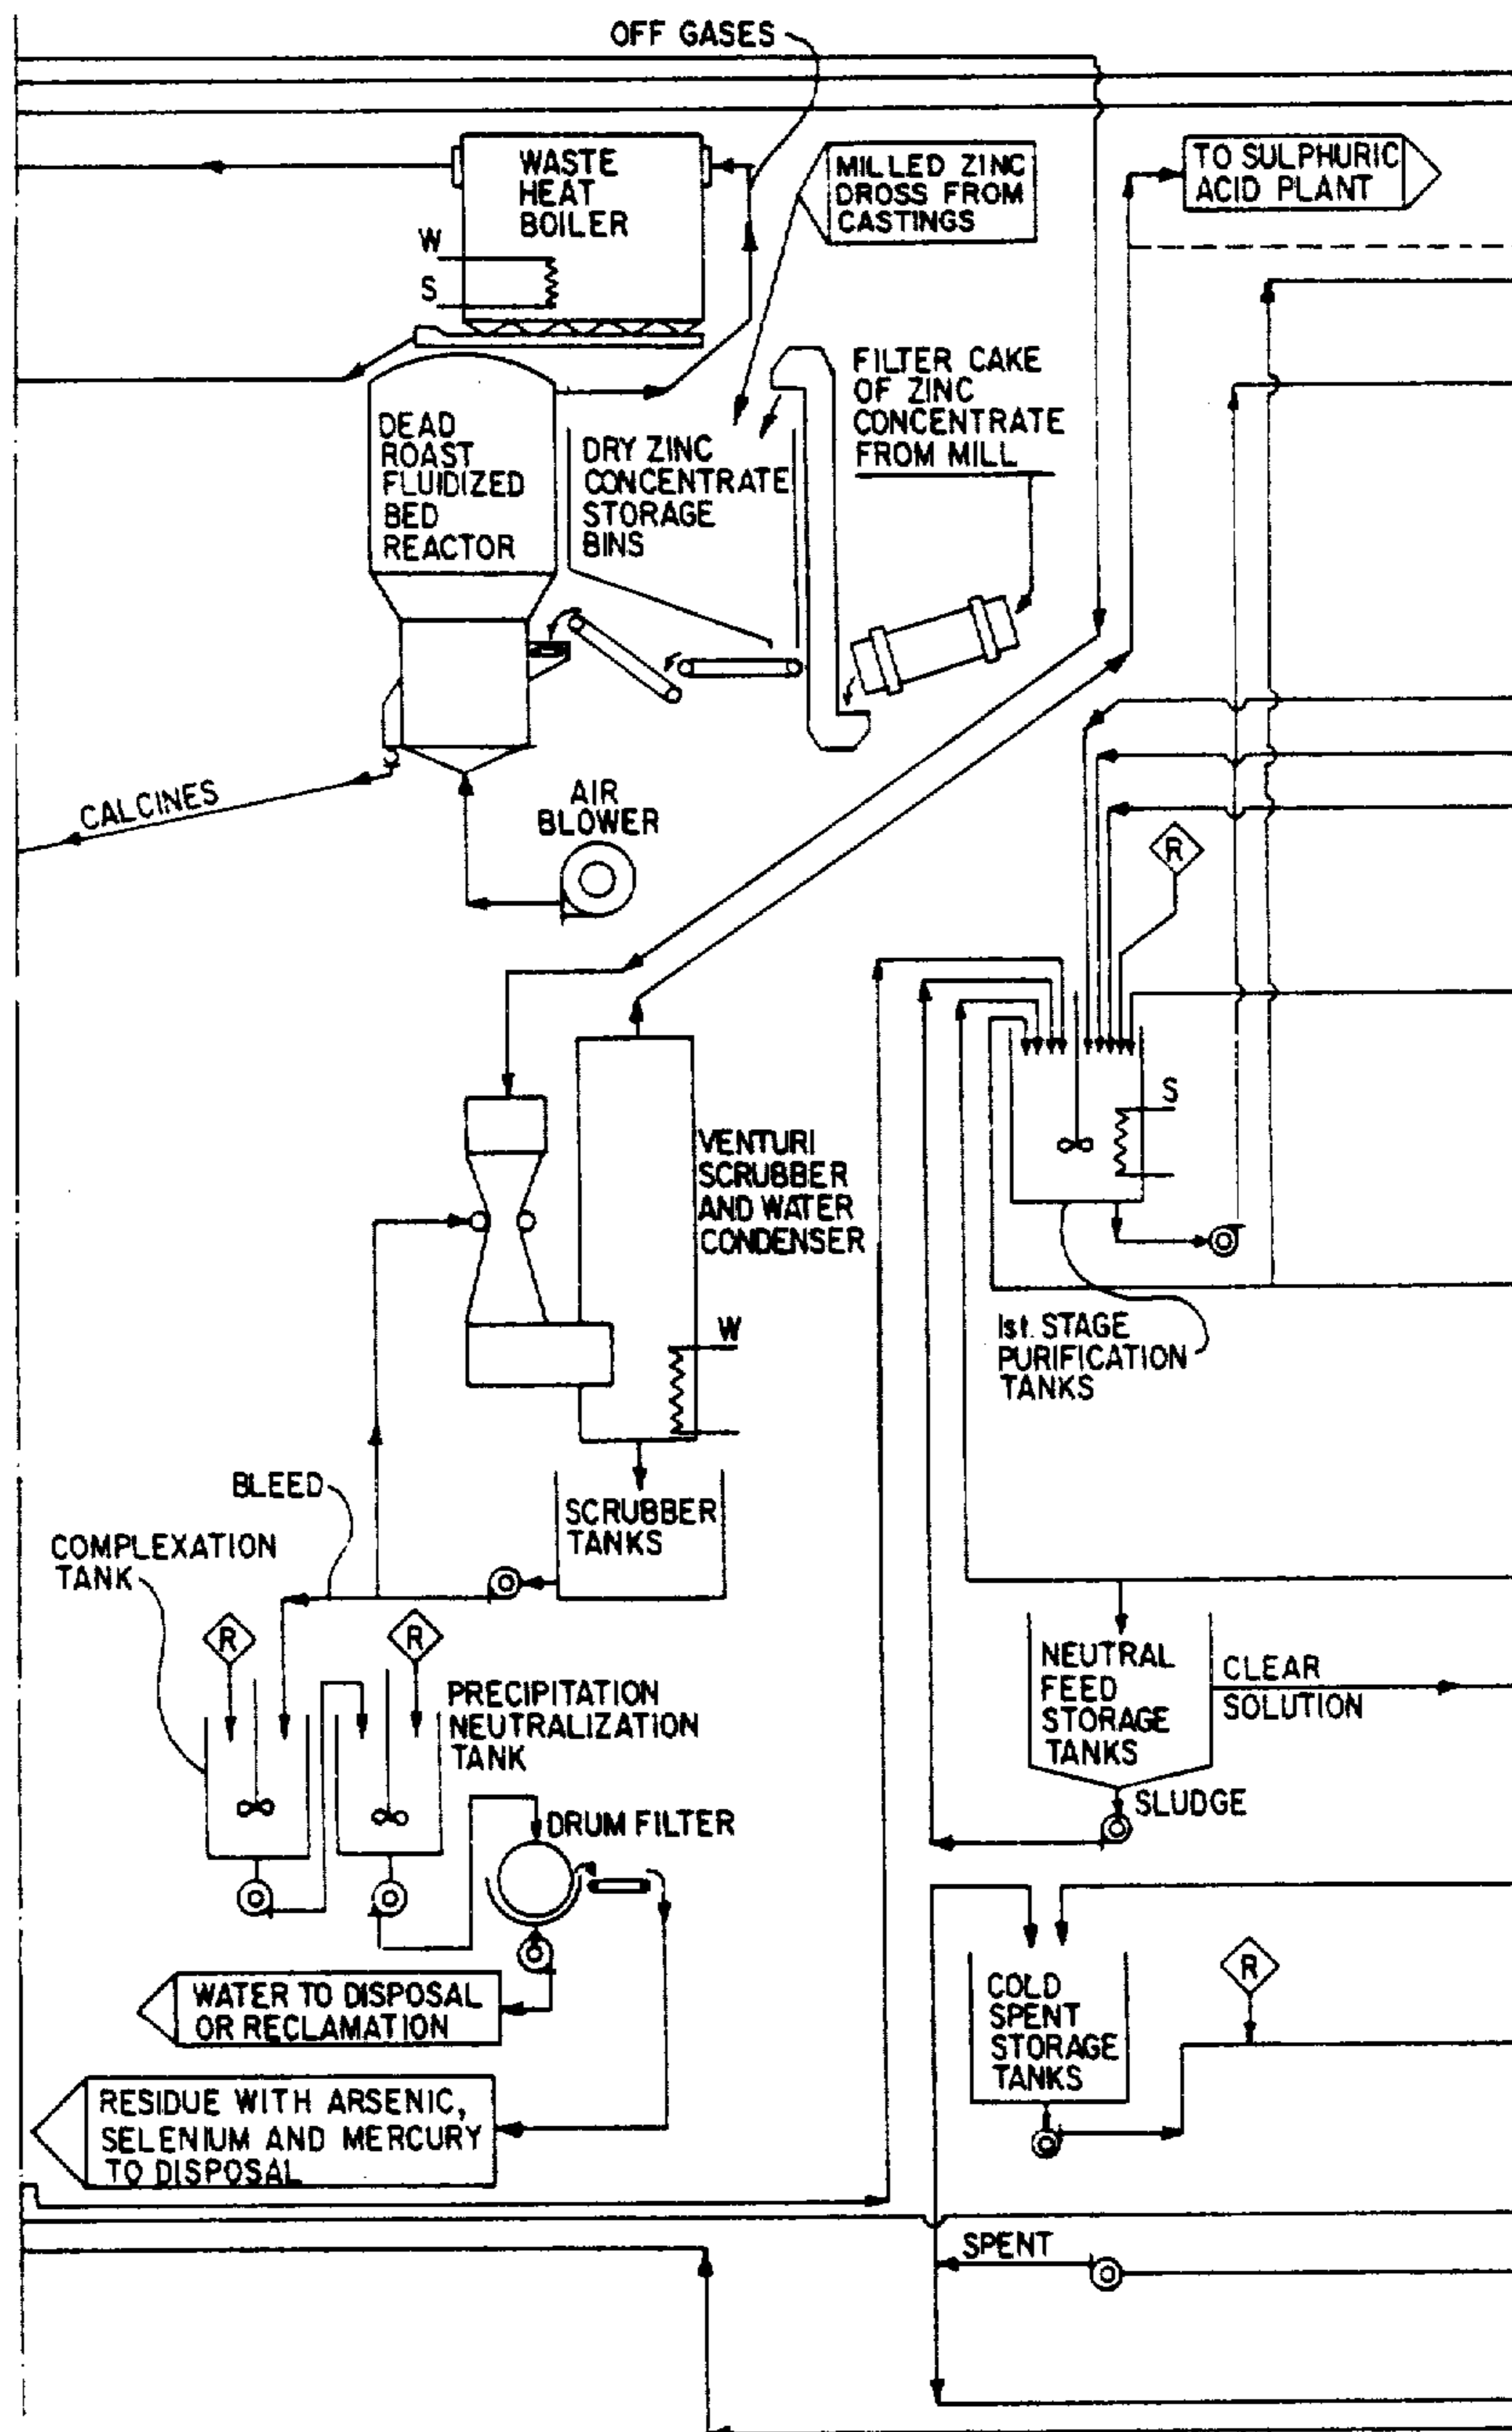 OFF GASES
WASTE
HEAT
BOILER
W
S
MILLED ZINC
DROSS FROM
CASTINGS
TO SULPHURIC
ACID PLANT
DEAD
ROAST
FLUIDIZED
BED
REACTOR
DRY ZINC
CONCENTRATE
STORAGE
BINS
FILTER CAKE
OF ZINC
CONCENTRATE
FROM MILL
CALCINES
AIR
BLOWER
R
S
VENTURI
SCRUBBER
AND WATER
CONDENSER
W
1st. STAGE
PURIFICATION
TANKS
BLEED
SCRUBBER
TANKS
COMPLEXATION
TANK
R
R
PRECIPITATION
NEUTRALIZATION
TANK
NEUTRAL
FEED
STORAGE
TANKS
CLEAR
SOLUTION
SLUDGE
DRUM FILTER
WATER TO DISPOSAL
OR RECLAMATION
COLD
SPENT
STORAGE
TANKS
R
RESIDUE WITH ARSENIC,
SELENIUM AND MERCURY
TO DISPOSAL
SPENT